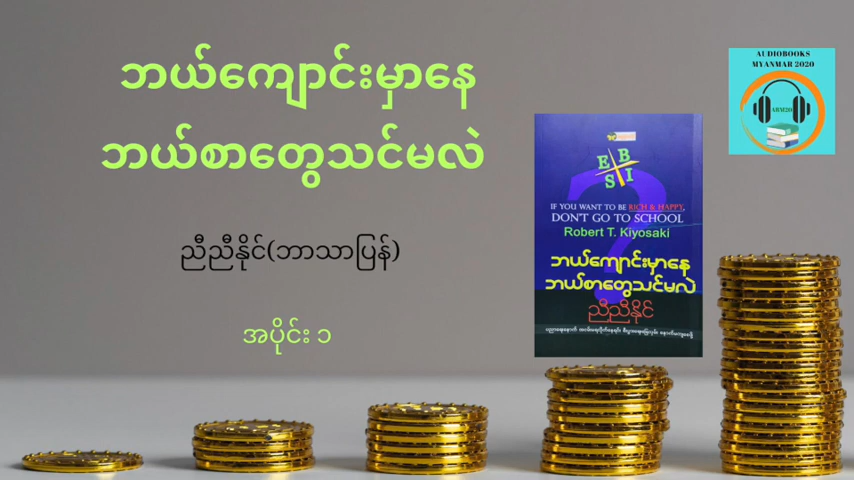 ဘယ်ကျောင်းမှာနေ
ဘယ်စာတွေသင်မလဲ
ညီညီနိုင်(ဘာသာပြန်)
အပိုင်း ၁
AUDIOBOOKS
MYANMAR 2020
ABM20
E B
S I
IF YOU WANT TO BE RICH & HAPPY,
DON'T GO TO SCHOOL
Robert T. Kiyosaki
ဘယ်ကျောင်းမှာနေ
ဘယ်စာတွေသင်မလဲ
ညီညီနိုင်